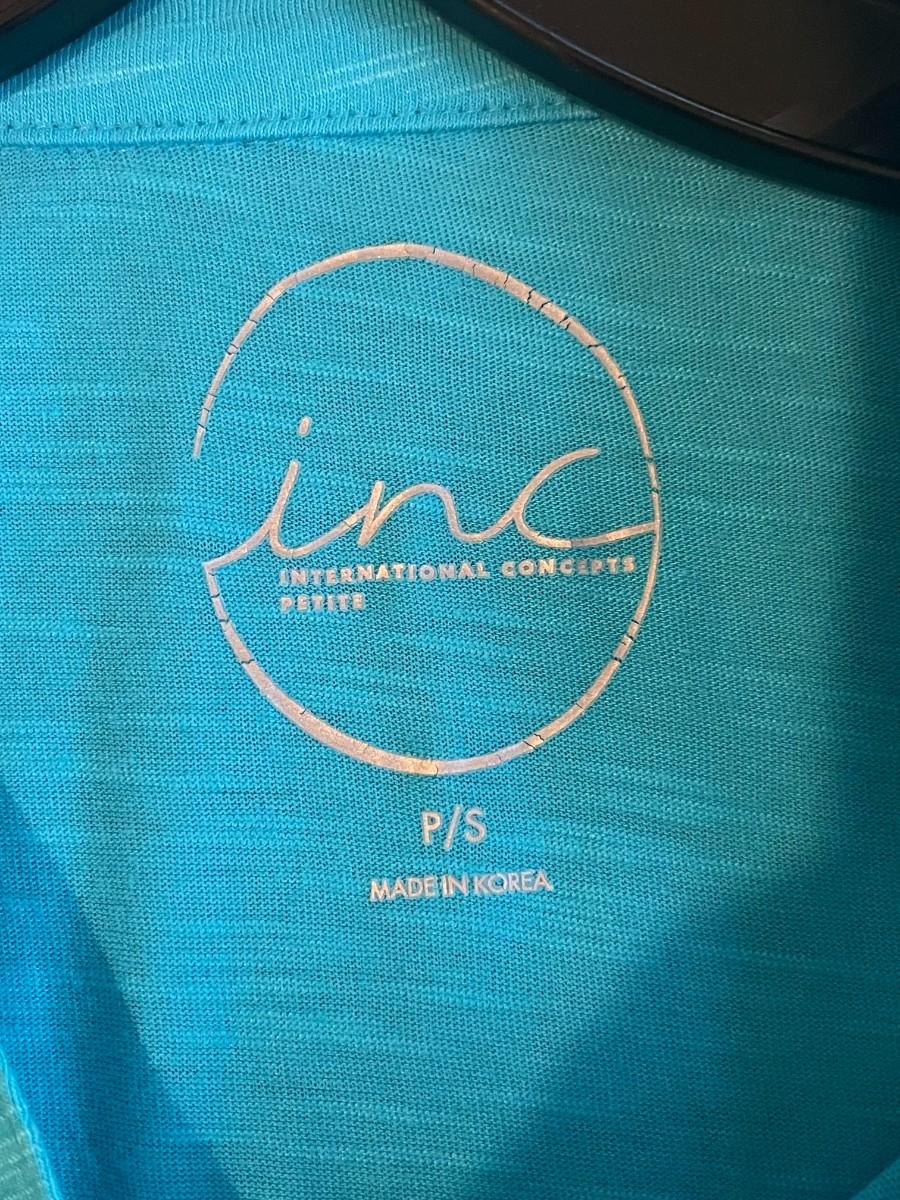 inc
INTERNATIONAL CONCEPTS
PETITE
P/S
MADE IN KOREA